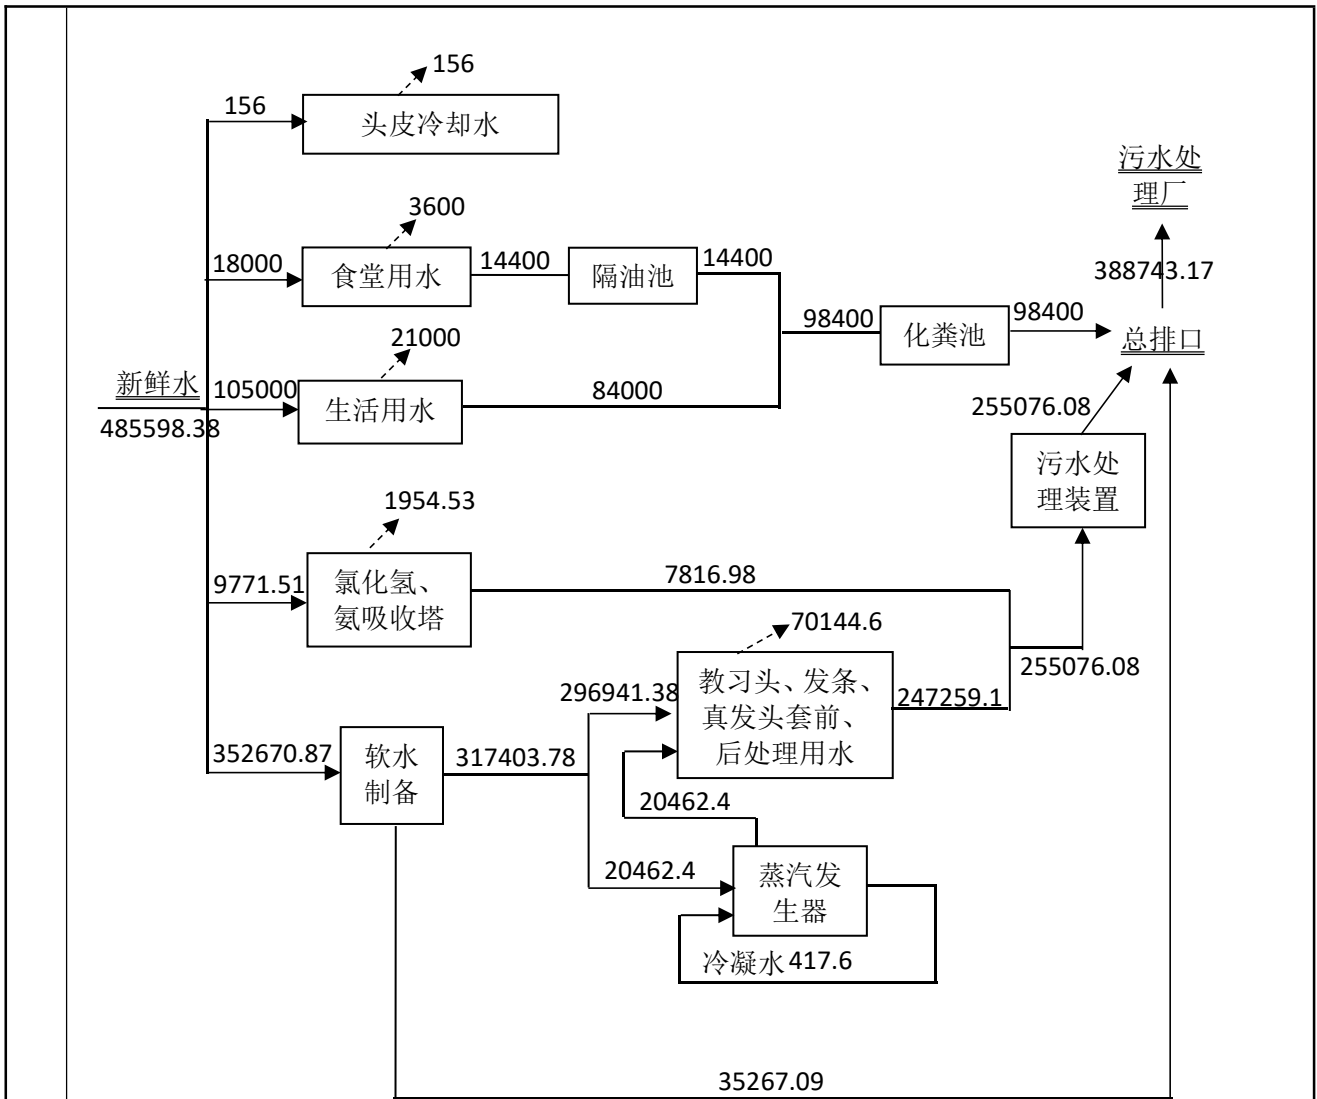 156
156
头皮冷却水
污水处
理厂
3600
18000
食堂用水
14400
隔油池
14400
388743.17
98400
化粪池
98400
总排口
21000
新鲜水
105000
生活用水
84000
485598.38
255076.08
污水处
理装置
1954.53
9771.51
氯化氢、
氨吸收塔
7816.98
70144.6
255076.08
296941.38
教习头、发条、
真发头套前、
后处理用水
247259.1
352670.87
软水
制备
317403.78
20462.4
20462.4
蒸汽发
生器
冷凝水 417.6
35267.09